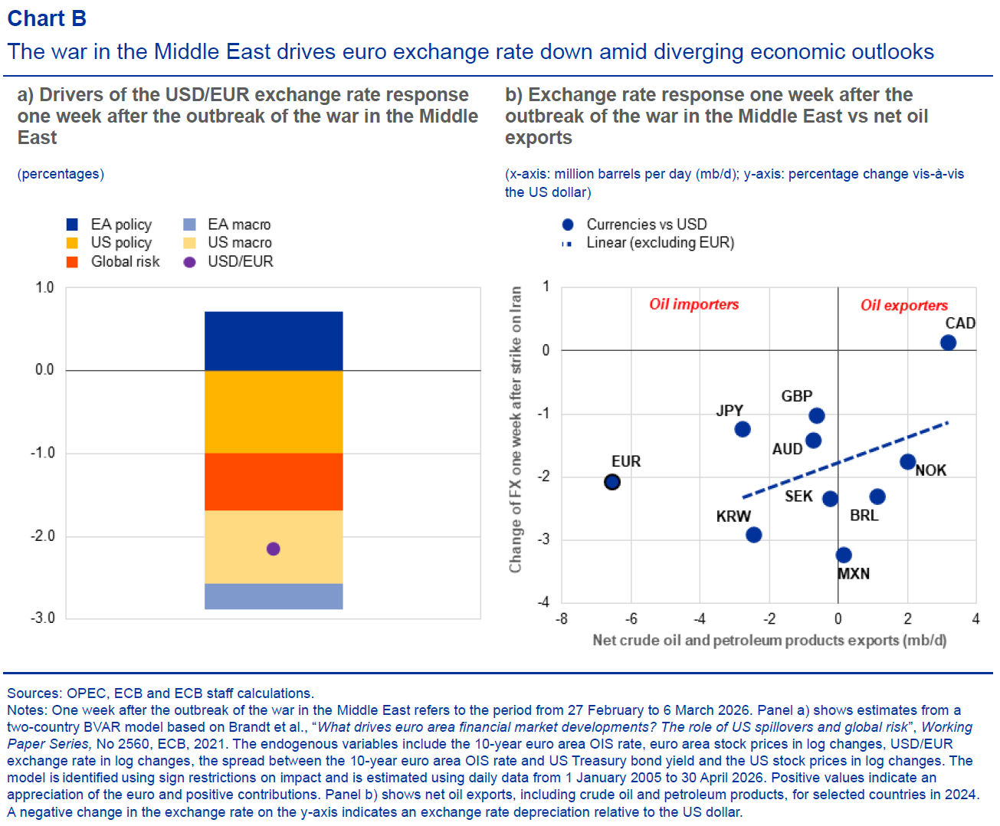 Chart B
The war in the Middle East drives euro exchange rate down amid diverging economic outlooks
a) Drivers of the USD/EUR exchange rate response
one week after the outbreak of the war in the Middle
East
(percentages)
EA policy
EA macro
US policy
US macro
Global risk
USD/EUR
1.0
0.0
-1.0
-2.0
-3.0
b) Exchange rate response one week after the
outbreak of the war in the Middle East vs net oil
exports
(x-axis: million barrels per day (mb/d); y-axis: percentage change vis-à-vis
the US dollar)
Currencies vs USD
Linear (excluding EUR)
Change of FX one week after strike on Iran
1
0
-1
-2
-3
-4
Oil importers
Oil exporters
CAD
GBP
JPY
AUD
EUR
NOK
SEK
BRL
KRW
MXN
-8
-6
-4
-2
0
2
4
Net crude oil and petroleum products exports (mb/d)
Sources: OPEC, ECB and ECB staff calculations.
Notes: One week after the outbreak of the war in the Middle East refers to the period from 27 February to 6 March 2026. Panel a) shows estimates from a
two-country BVAR model based on Brandt et al., “What drives euro area financial market developments? The role of US spillovers and global risk”, Working
Paper Series, No 2560, ECB, 2021. The endogenous variables include the 10-year euro area OIS rate, euro area stock prices in log changes, USD/EUR
exchange rate in log changes, the spread between the 10-year euro area OIS rate and US Treasury bond yield and the US stock prices in log changes. The
model is identified using sign restrictions on impact and is estimated using daily data from 1 January 2005 to 30 April 2026. Positive values indicate an
appreciation of the euro and positive contributions. Panel b) shows net oil exports, including crude oil and petroleum products, for selected countries in 2024.
A negative change in the exchange rate on the y-axis indicates an exchange rate depreciation relative to the US dollar.